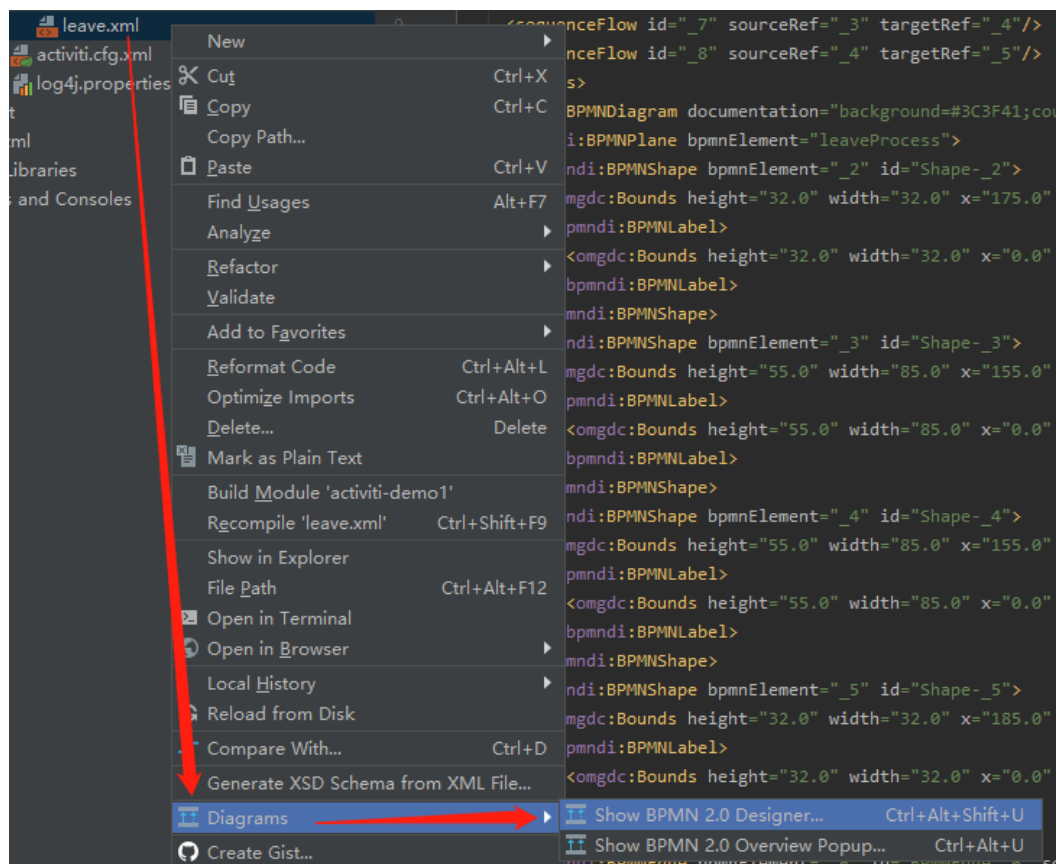 leave.xml
activiti.cfg.xml
log4j.properties
t
ml
Libraries
and Consoles
New
Cut Ctrl+X
Copy Ctrl+C
Copy Path...
Paste Ctrl+V
Find Usages Alt+F7
Analyze
Refactor
Validate
Add to Favorites
Reformat Code Ctrl+Alt+L
Optimize Imports Ctrl+Alt+O
Delete... Delete
Mark as Plain Text
Build Module 'activiti-demo1'
Recompile 'leave.xml' Ctrl+Shift+F9
Show in Explorer
File Path Ctrl+Alt+F12
Open in Terminal
Open in Browser
Local History
Reload from Disk
Compare With... Ctrl+D
Generate XSD Schema from XML File...
Diagrams
Create Gist...
Show BPMN 2.0 Designer... Ctrl+Alt+Shift+U
Show BPMN 2.0 Overview Popup... Ctrl+Alt+U
<sequenceFlow id="_7" sourceRef="_3" targetRef="_4"/>
nceFlow id="_8" sourceRef="_4" targetRef="_5"/>
s>
BPMNDiagram documentation="background=#3C3F41;cou
i:BPMNPlane bpmnElement="leaveProcess">
ndi:BPMNShape bpmnElement="_2" id="Shape-_2">
mgdc:Bounds height="32.0" width="32.0" x="175.0"
pmndi:BPMNLabel>
<omgdc:Bounds height="32.0" width="32.0" x="0.0"
bpmndi:BPMNLabel>
mndi:BPMNShape>
ndi:BPMNShape bpmnElement="_3" id="Shape-_3">
mgdc:Bounds height="55.0" width="85.0" x="155.0"
pmndi:BPMNLabel>
<omgdc:Bounds height="55.0" width="85.0" x="0.0"
bpmndi:BPMNLabel>
mndi:BPMNShape>
ndi:BPMNShape bpmnElement="_4" id="Shape-_4">
mgdc:Bounds height="55.0" width="85.0" x="155.0"
pmndi:BPMNLabel>
<omgdc:Bounds height="55.0" width="85.0" x="0.0"
bpmndi:BPMNLabel>
mndi:BPMNShape>
ndi:BPMNShape bpmnElement="_5" id="Shape-_5">
mgdc:Bounds height="32.0" width="32.0" x="185.0"
pmndi:BPMNLabel>
<omgdc:Bounds height="32.0" width="32.0" x="0.0"